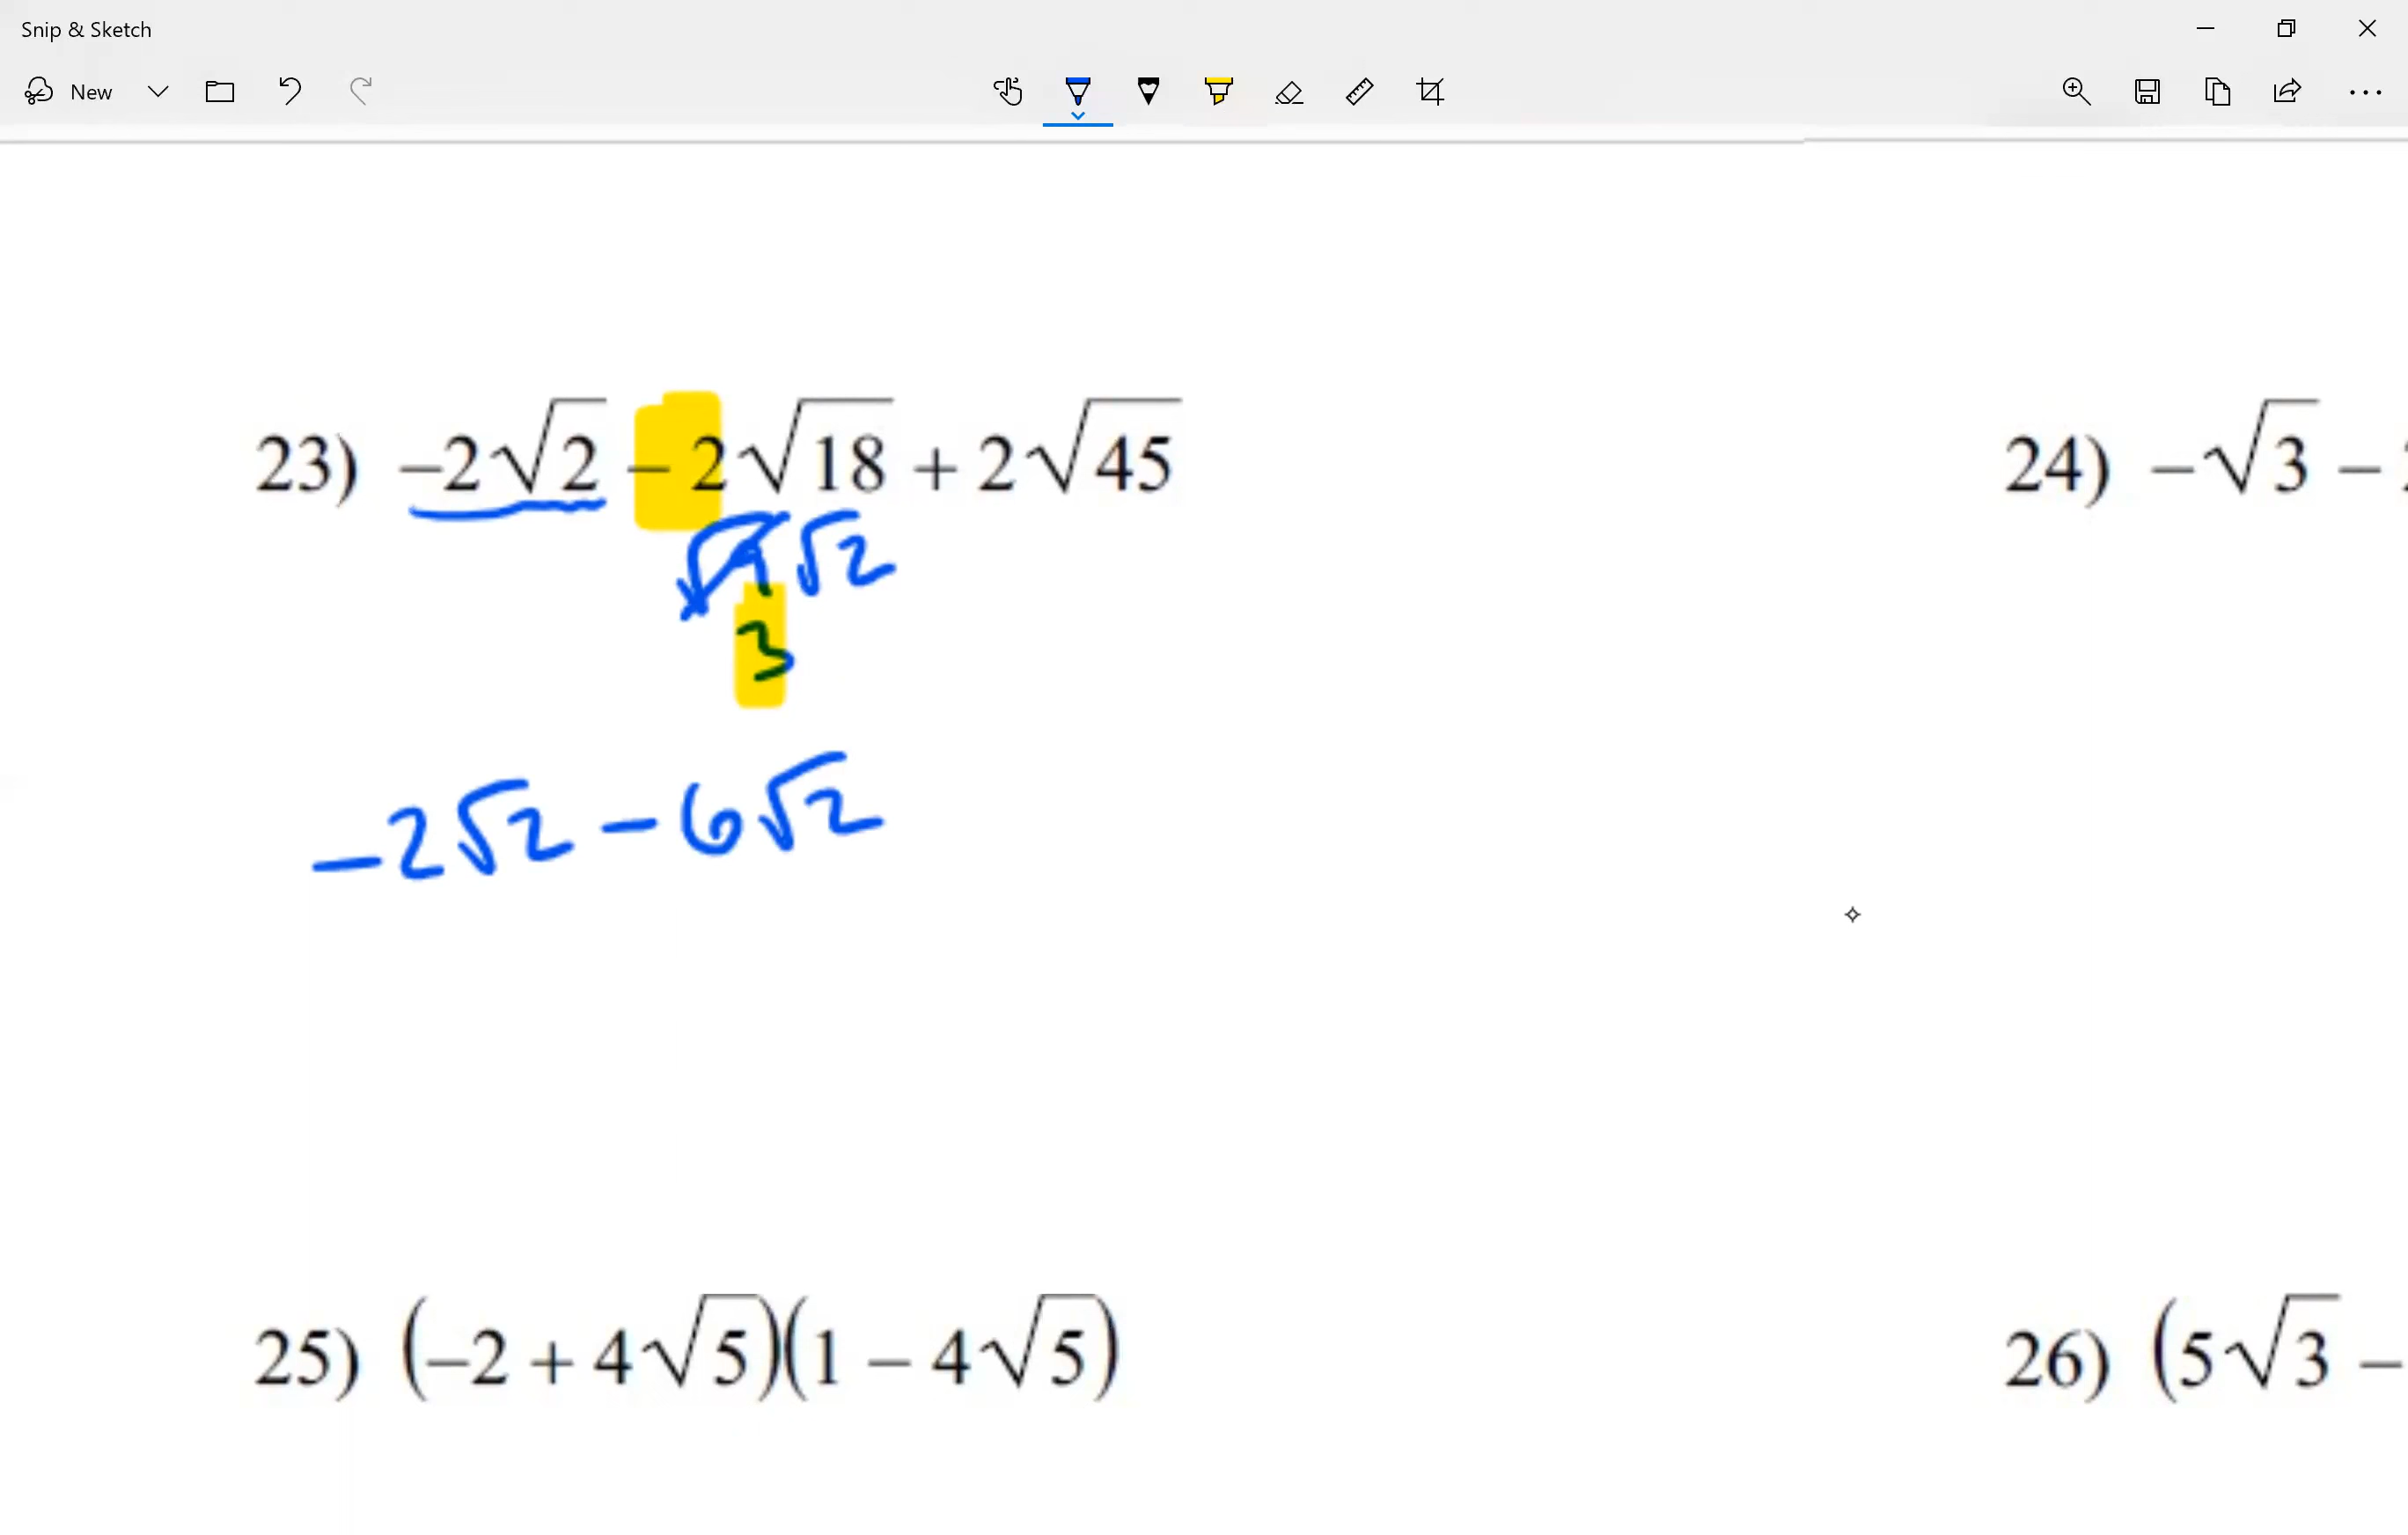 Snip & Sketch
New
23) −2√2 − 2√18 + 2√45
24) −√3 −
√9 √2
3
−2√2 − 6√2
25) (−2 + 4√5)(1 − 4√5)
26) (5√3 −